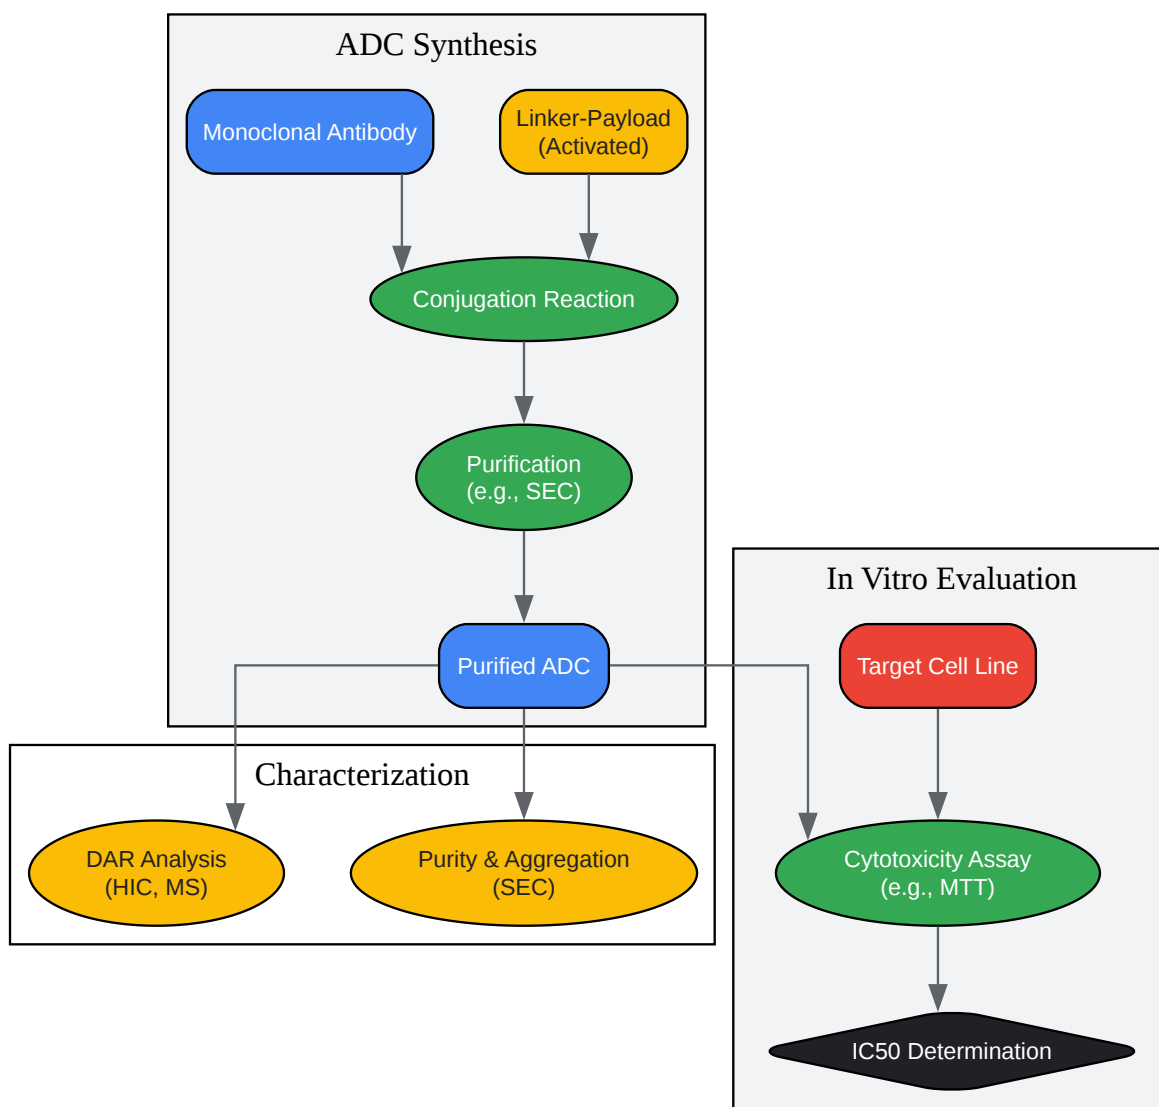 ADC Synthesis
Monoclonal Antibody
Linker-Payload
(Activated)
Conjugation Reaction
Purification
(e.g., SEC)
Purified ADC
In Vitro Evaluation
Target Cell Line
Characterization
DAR Analysis
(HIC, MS)
Purity & Aggregation
(SEC)
Cytotoxicity Assay
(e.g., MTT)
IC50 Determination